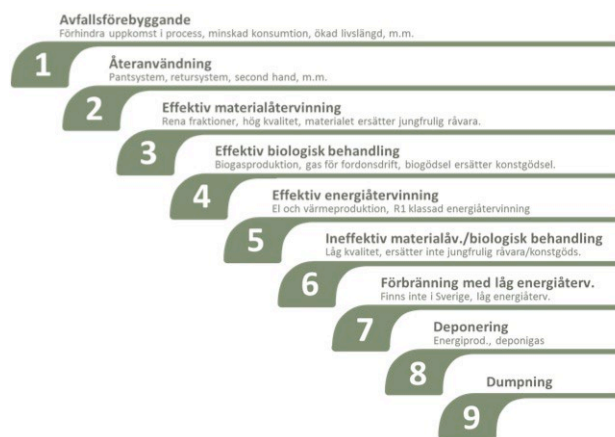 Avfallsförebyggande
Förhindra uppkomst i process, minskad konsumtion, ökad livslängd, m.m.
1
Återanvändning
Pantsystem, retursystem, second hand, m.m.
2
Effektiv materialåtervinning
Rena fraktioner, hög kvalitet, materialet ersätter jungfrulig råvara.
3
Effektiv biologisk behandling
Biogasproduktion, gas för fordonsdrift, biogödsel ersätter konstgödsel.
4
Effektiv energiåtervinning
El och värmeproduktion, R1 klassad energiåtervinning
5
Ineffektiv materialåv./biologisk behandling
Låg kvalitet, ersätter inte jungfrulig råvara/konstgöds.
6
Förbränning med låg energiåterv.
Finns inte i Sverige, låg energiåterv.
7
Deponering
Energiprod., deponigas
8
Dumpning
9